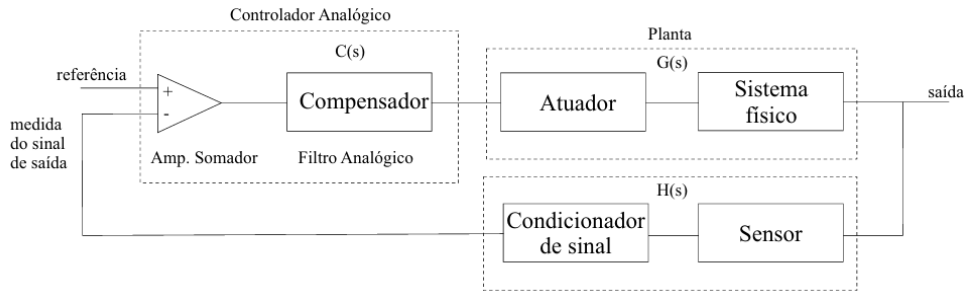 Controlador Analógico
C(s)
referência
+
-
Compensador
medida
do sinal
de saída
Amp. Somador
Filtro Analógico
Planta
G(s)
Atuador
Sistema
físico
saída
H(s)
Condicionador
de sinal
Sensor